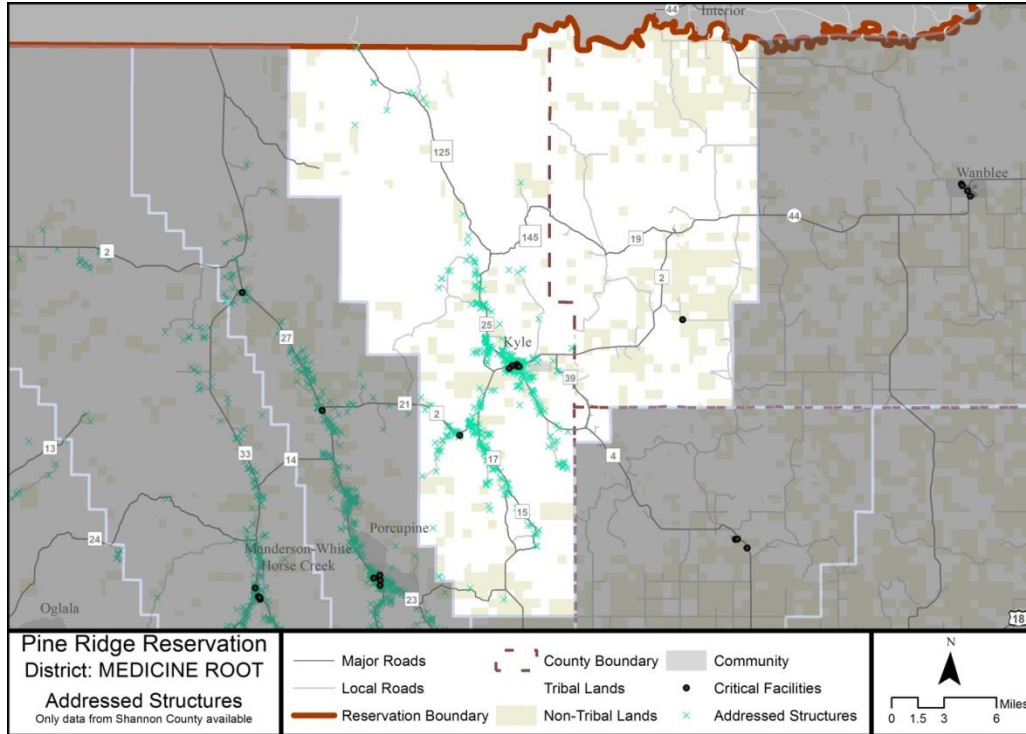 44
Interior
125
Wanblee
145
19
44
2
2
25
27
Kyle
39
21
2
13
33
14
17
4
15
24
Porcupine
Manderson-White
Horse Creek
23
Oglala
18
Pine Ridge Reservation
District: MEDICINE ROOT
Addressed Structures
Only data from Shannon County available
Major Roads
Local Roads
Reservation Boundary
County Boundary
Tribal Lands
Non-Tribal Lands
Community
Critical Facilities
Addressed Structures
N
Miles
0 1.5 3 6